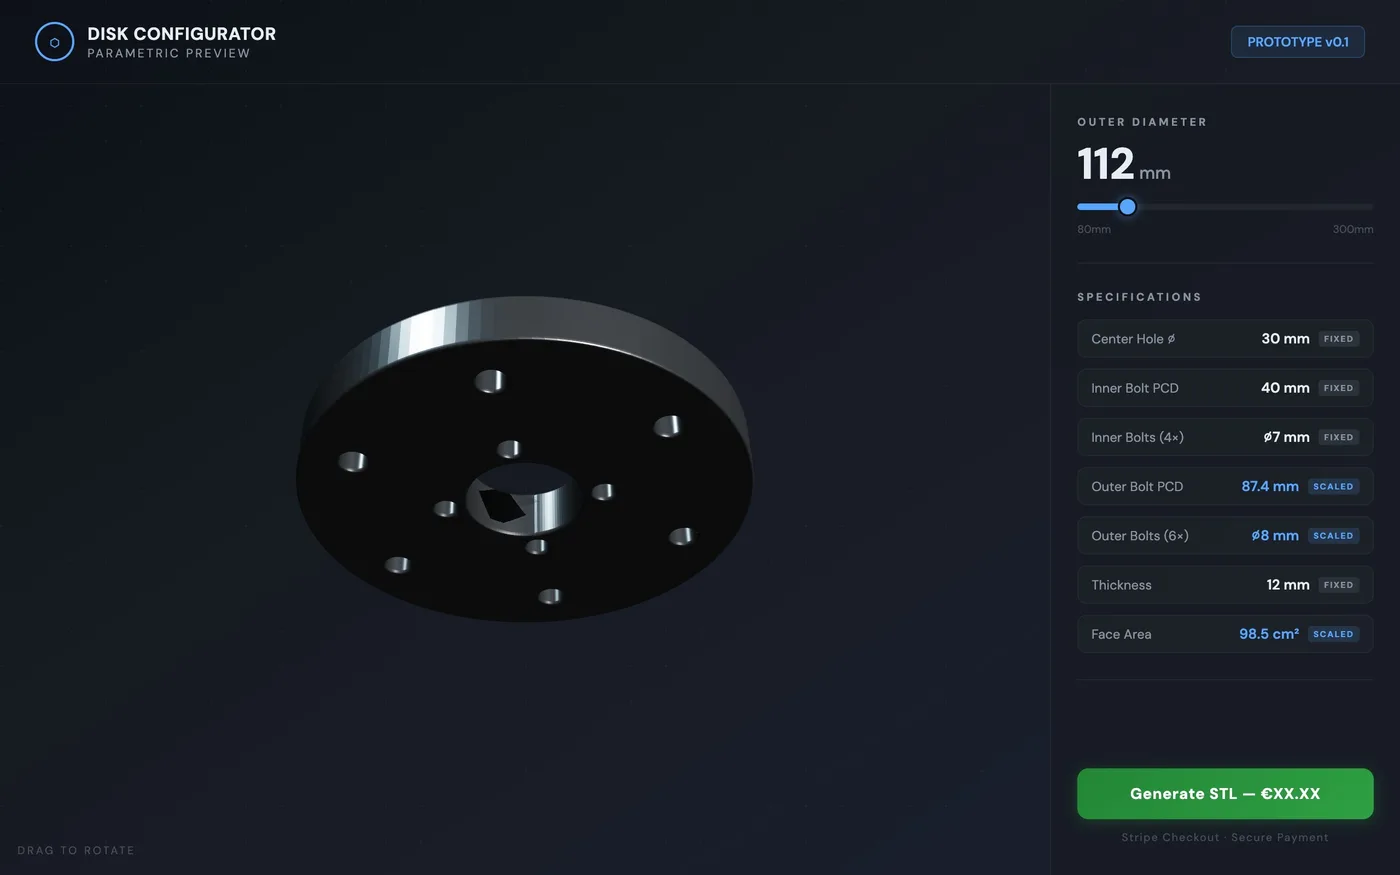 DISK CONFIGURATOR
PARAMETRIC PREVIEW
PROTOTYPE v0.1
OUTER DIAMETER
112 mm
80mm 300mm
SPECIFICATIONS
Center Hole ⌀ 30 mm FIXED
Inner Bolt PCD 40 mm FIXED
Inner Bolts (4×) ⌀7 mm FIXED
Outer Bolt PCD 87.4 mm SCALED
Outer Bolts (6×) ⌀8 mm SCALED
Thickness 12 mm FIXED
Face Area 98.5 cm² SCALED
Generate STL — €XX.XX
Stripe Checkout · Secure Payment
DRAG TO ROTATE